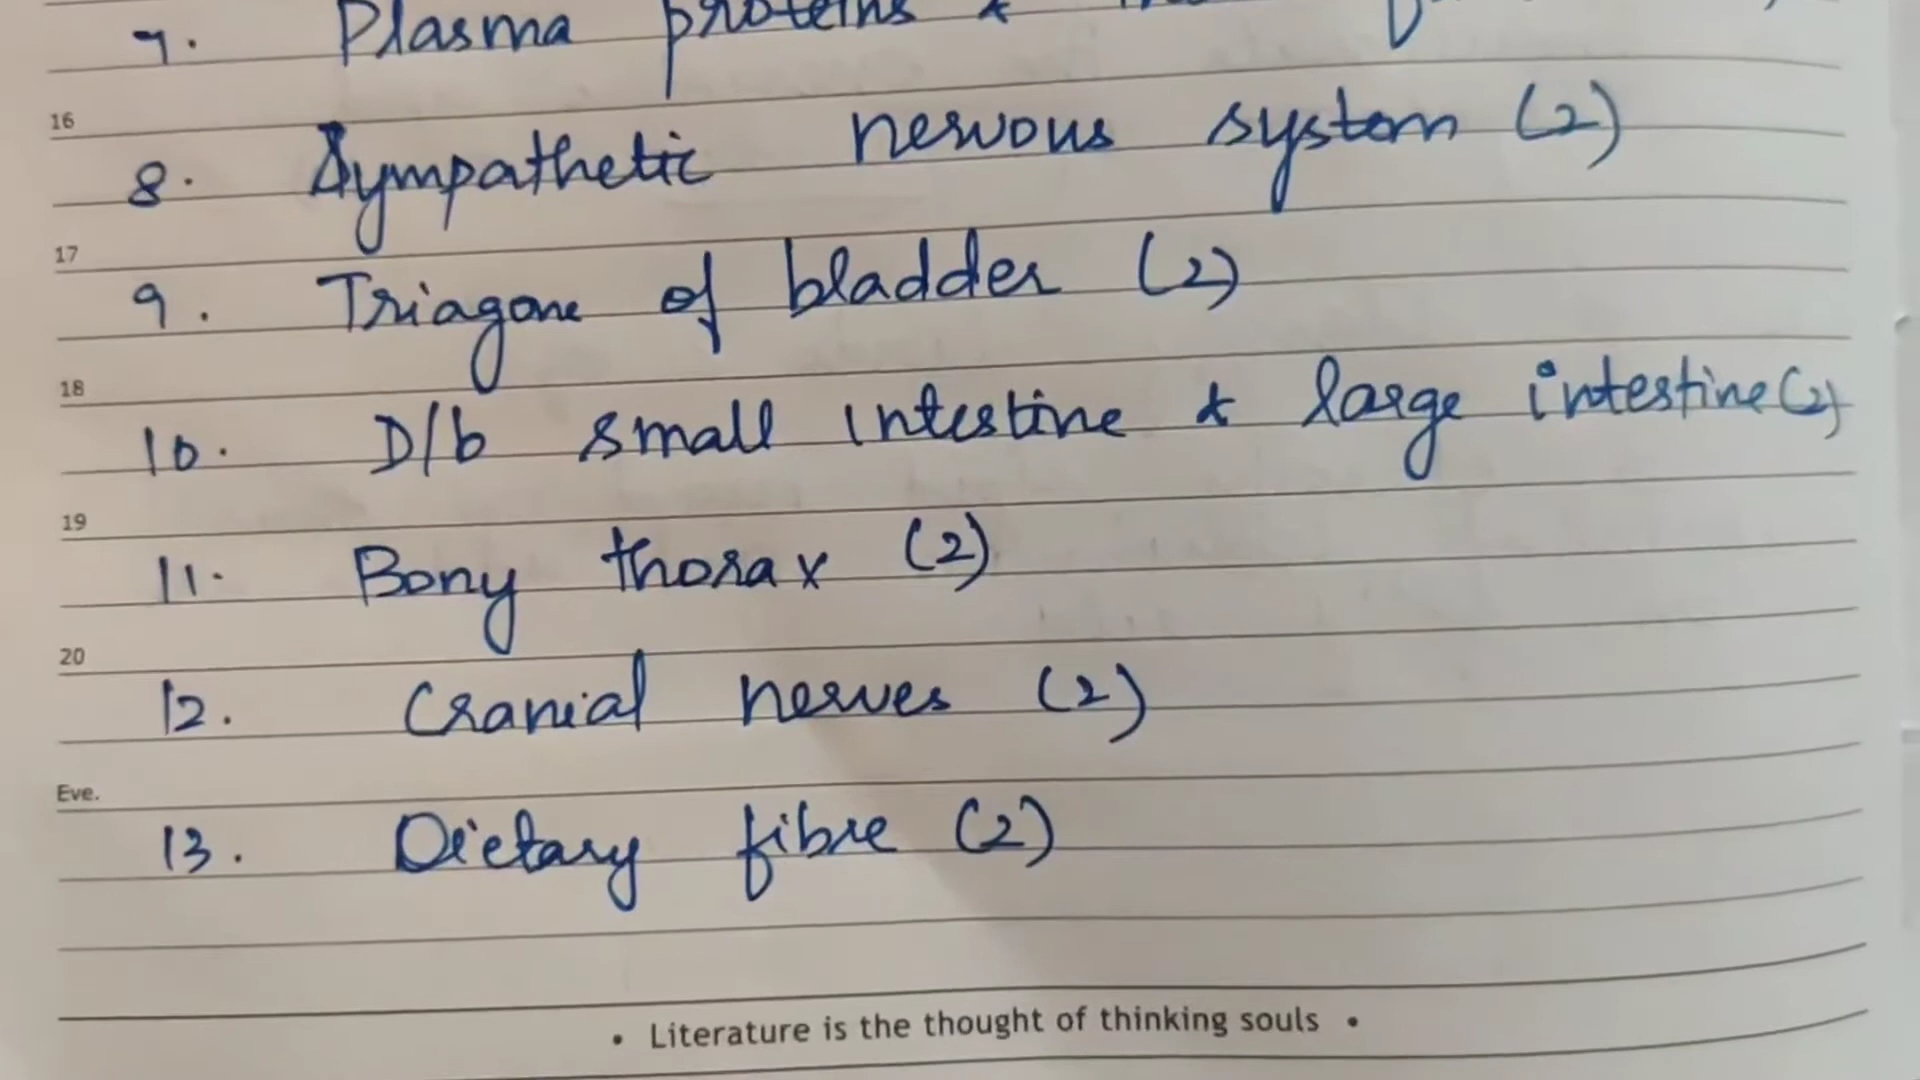 7. Plasma proteins &
16
8. Sympathetic nervous system (2)
17
9. Triagone of bladder (2)
18
10. D/b small intestine & large intestine (2)
19
11. Bony thorax (2)
20
12. Cranial nerves (2)
Eve.
13. Dietary fibre (2)
• Literature is the thought of thinking souls •